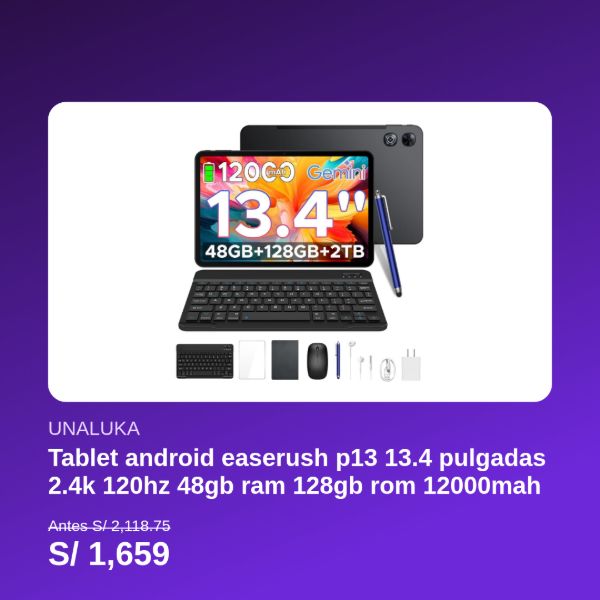 12000
mAh
Gemini
13.4"
48GB+128GB+2TB
UNALUKA
Tablet android easerush p13 13.4 pulgadas
2.4k 120hz 48gb ram 128gb rom 12000mah
Antes S/ 2,118.75
S/ 1,659